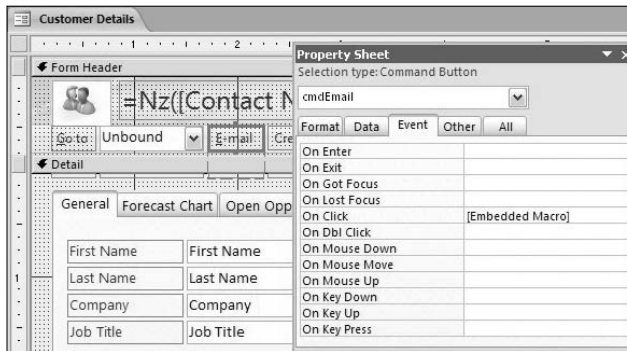 Customer Details
1 2
Form Header
=Nz([Contact N
Go to Unbound E-mail Cre
Detail
General Forecast Chart Open Opp
First Name First Name
Last Name Last Name
Company Company
Job Title Job Title
1
Property Sheet
Selection type: Command Button
cmdEmail
Format Data Event Other All
On Enter
On Exit
On Got Focus
On Lost Focus
On Click [Embedded Macro]
On Dbl Click
On Mouse Down
On Mouse Move
On Mouse Up
On Key Down
On Key Up
On Key Press